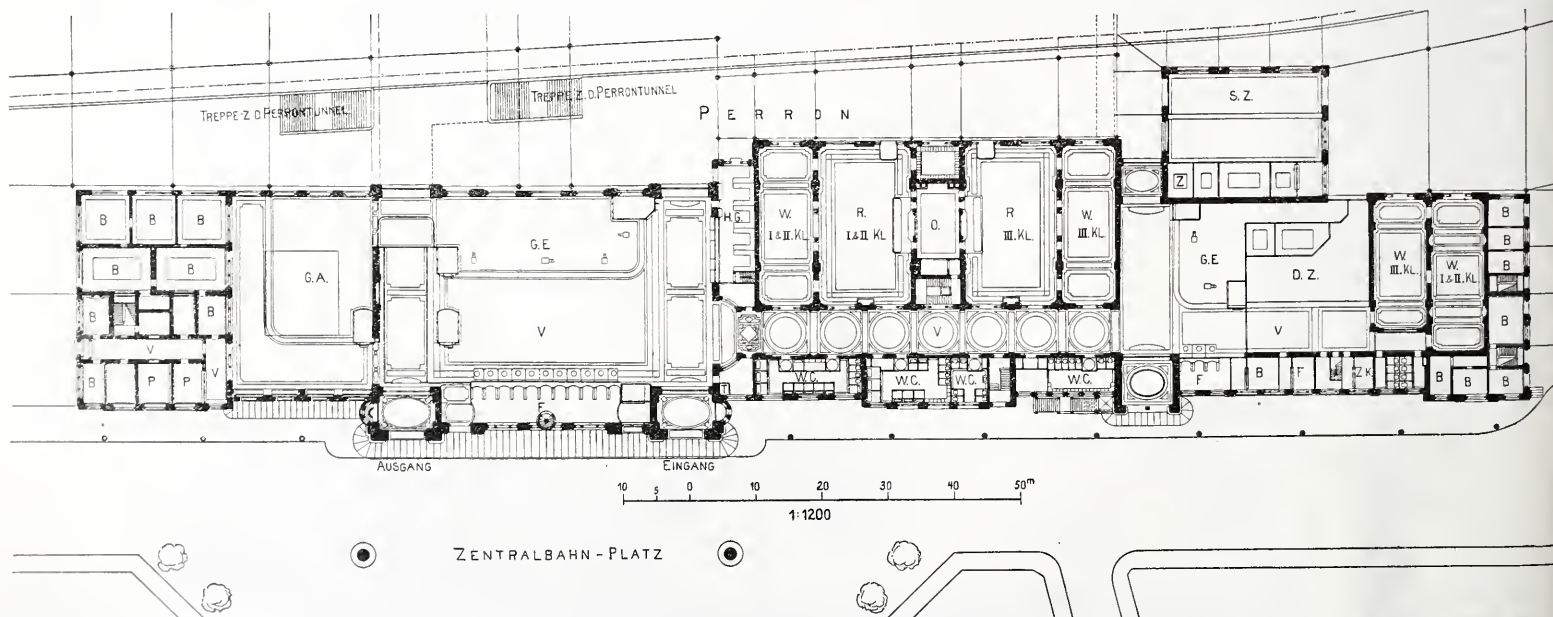 TREPPE Z.D. PERRONTUNNEL
TREPPE Z.D. PERRONTUNNEL
PERRON
S.Z.
Z
B B B
B B
B B
V
B P P V
G.A.
G.E
V
F.
H.G.
W.
I & II. KL.
R.
I & II. KL
O.
R
III. KL.
W.
III. KL.
V
W.C.
W.C.
W.C.
W.C.
G.E
D.Z.
V
W.
III. KL.
W.
I & II. KL.
B
B
B
B
F B F Z K B B B
AUSGANG
EINGANG
10 5 0 10 20 30 40 50m
1:1200
ZENTRALBAHN-PLATZ